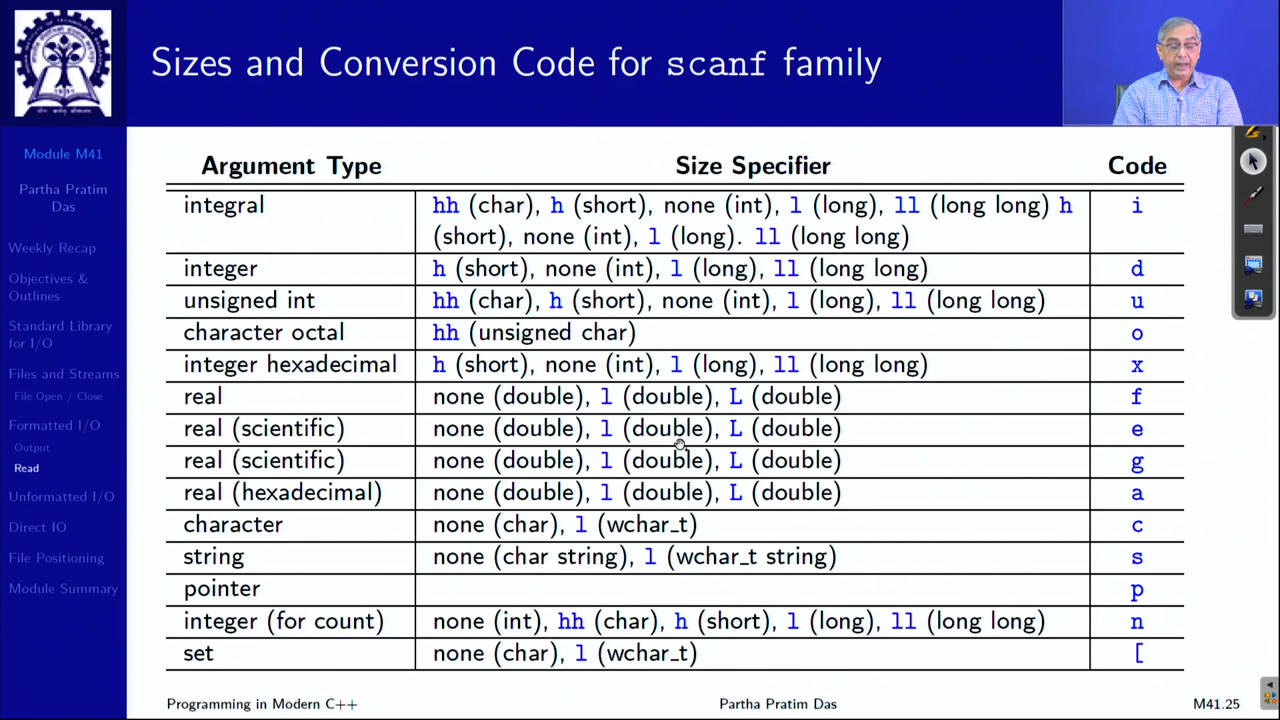 Sizes and Conversion Code for scanf family
Module M41
Partha Pratim
Das
Weekly Recap
Objectives &
Outlines
Standard Library
for I/O
Files and Streams
File Open / Close
Formatted I/O
Output
Read
Unformatted I/O
Direct IO
File Positioning
Module Summary
Argument Type Size Specifier Code
integral hh (char), h (short), none (int), l (long), ll (long long) h i
(short), none (int), l (long). ll (long long)
integer h (short), none (int), l (long), ll (long long) d
unsigned int hh (char), h (short), none (int), l (long), ll (long long) u
character octal hh (unsigned char) o
integer hexadecimal h (short), none (int), l (long), ll (long long) x
real none (double), l (double), L (double) f
real (scientific) none (double), l (double), L (double) e
real (scientific) none (double), l (double), L (double) g
real (hexadecimal) none (double), l (double), L (double) a
character none (char), l (wchar_t) c
string none (char string), l (wchar_t string) s
pointer p
integer (for count) none (int), hh (char), h (short), l (long), ll (long long) n
set none (char), l (wchar_t) [
Programming in Modern C++ Partha Pratim Das M41.25